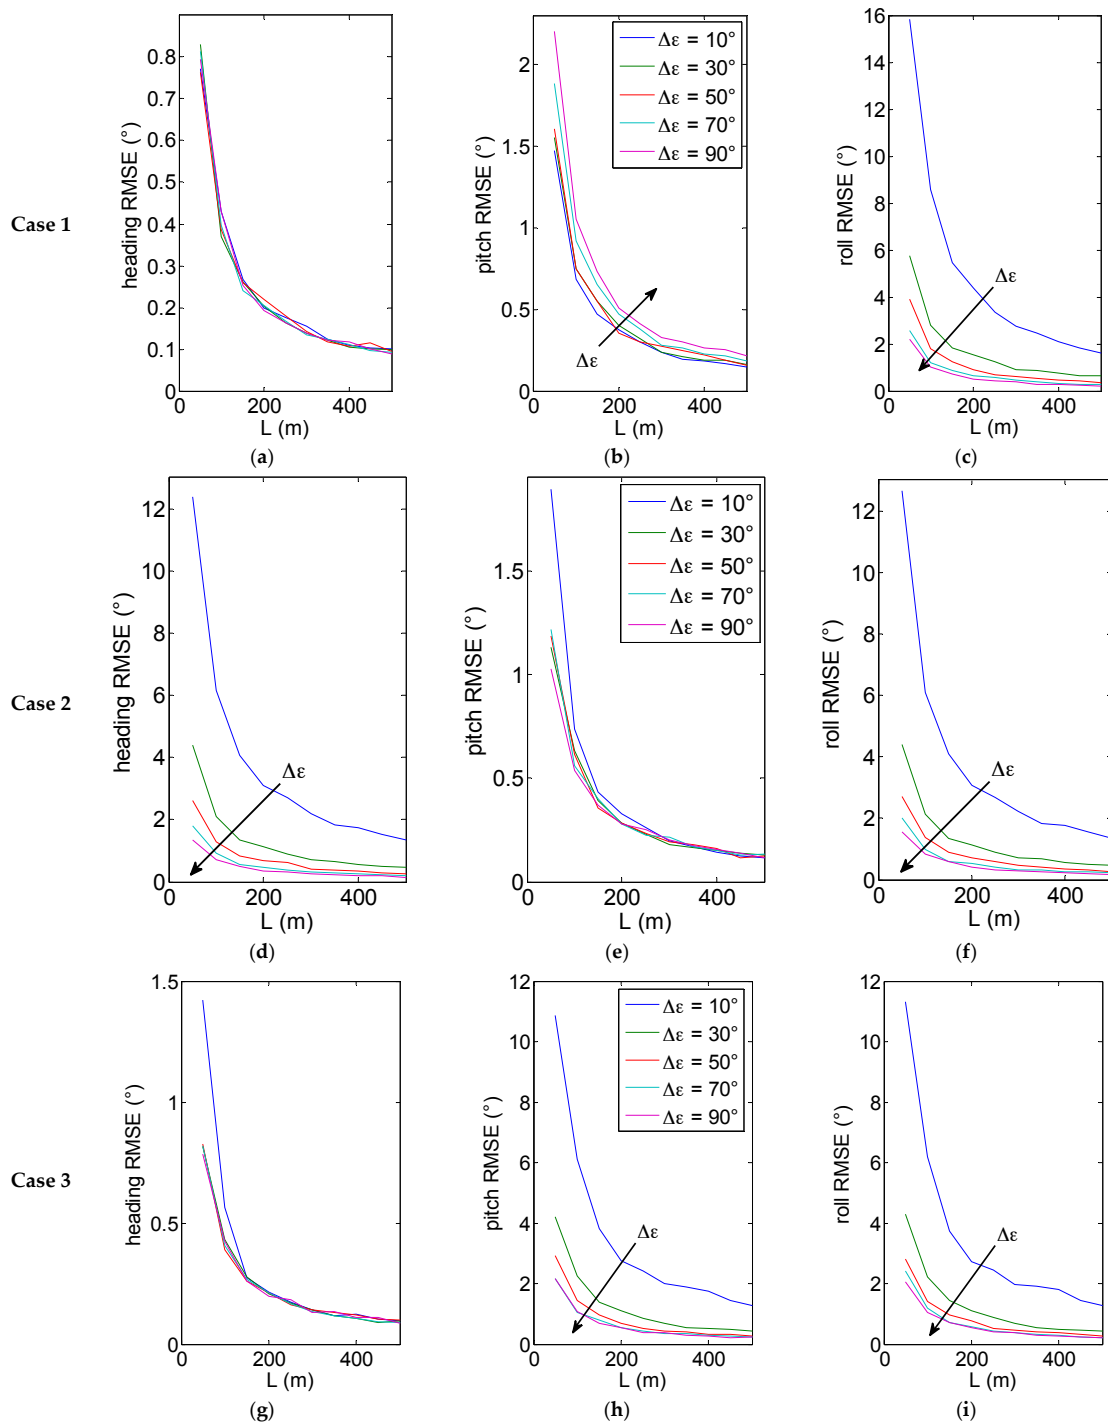 Case 1
heading RMSE (°)
0.8
0.7
0.6
0.5
0.4
0.3
0.2
0.1
0
0 200 400
L (m)
(a)
pitch RMSE (°)
2
1.5
1
0.5
0
0 200 400
L (m)
Δε = 10°
Δε = 30°
Δε = 50°
Δε = 70°
Δε = 90°
Δε
(b)
roll RMSE (°)
16
14
12
10
8
6
4
2
0
0 200 400
L (m)
Δε
(c)
Case 2
heading RMSE (°)
12
10
8
6
4
2
0
0 200 400
L (m)
Δε
(d)
pitch RMSE (°)
1.5
1
0.5
0
0 200 400
L (m)
Δε = 10°
Δε = 30°
Δε = 50°
Δε = 70°
Δε = 90°
(e)
roll RMSE (°)
12
10
8
6
4
2
0
0 200 400
L (m)
Δε
(f)
Case 3
heading RMSE (°)
1.5
1
0.5
0
0 200 400
L (m)
(g)
pitch RMSE (°)
12
10
8
6
4
2
0
0 200 400
L (m)
Δε = 10°
Δε = 30°
Δε = 50°
Δε = 70°
Δε = 90°
Δε
(h)
roll RMSE (°)
12
10
8
6
4
2
0
0 200 400
L (m)
Δε
(i)